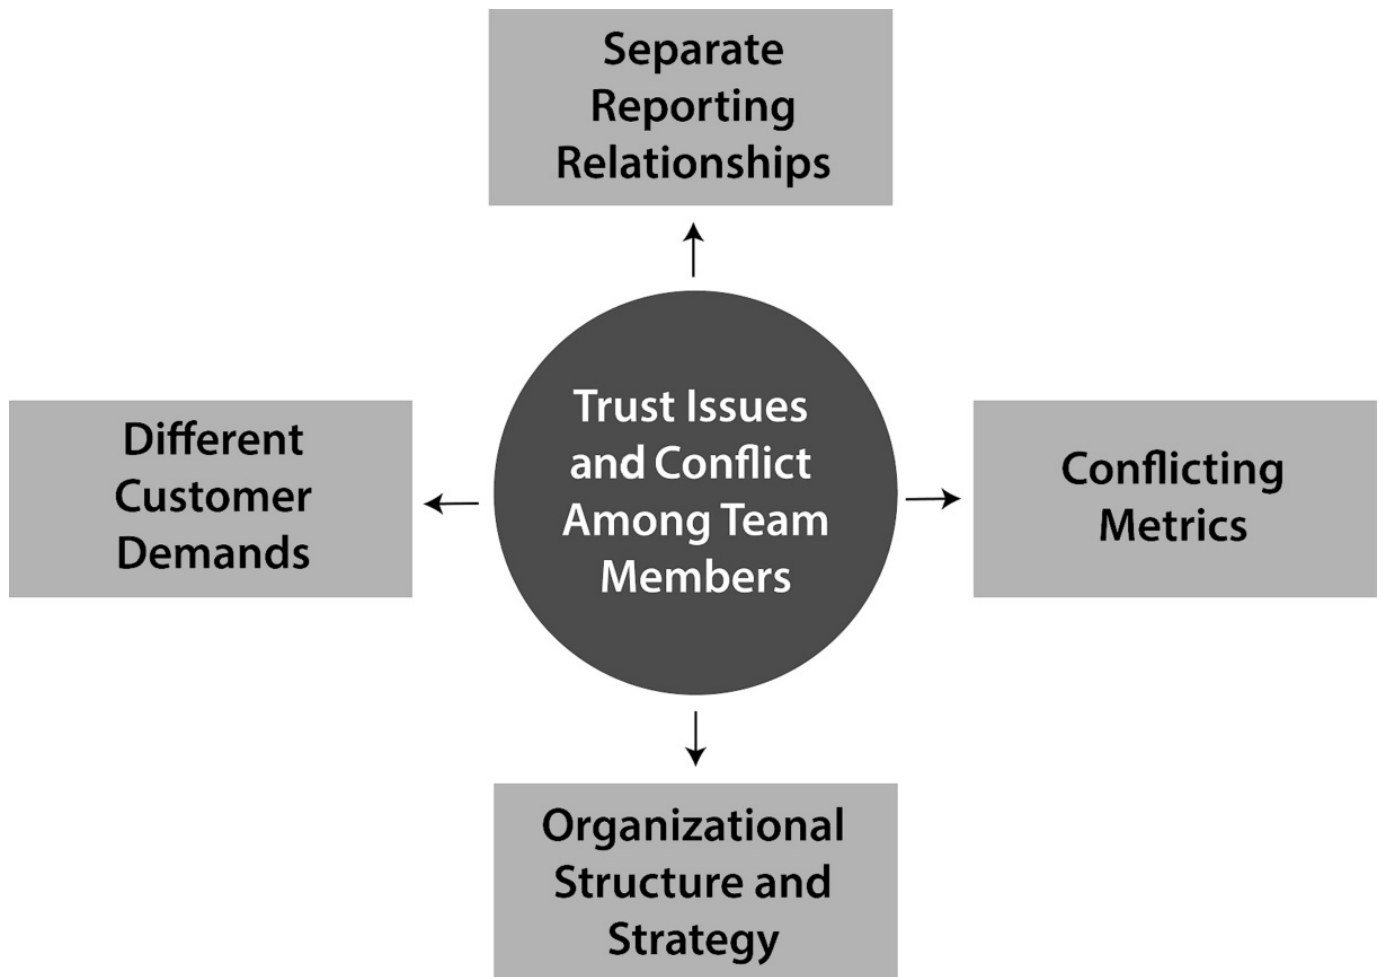 Separate
Reporting
Relationships
Different
Customer
Demands
Trust Issues
and Conflict
Among Team
Members
Conflicting
Metrics
Organizational
Structure and
Strategy